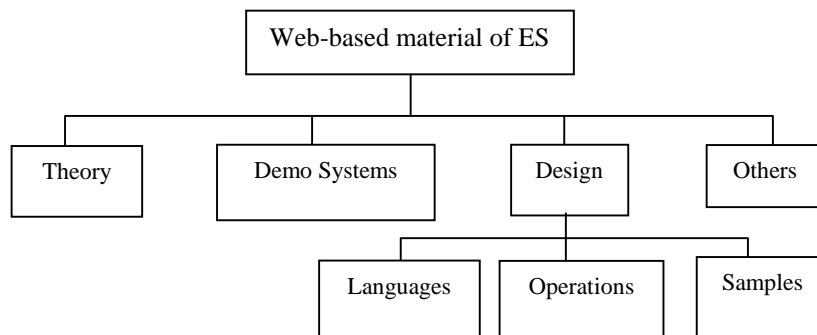 Web-based material of ES
Theory
Demo Systems
Design
Others
Languages
Operations
Samples